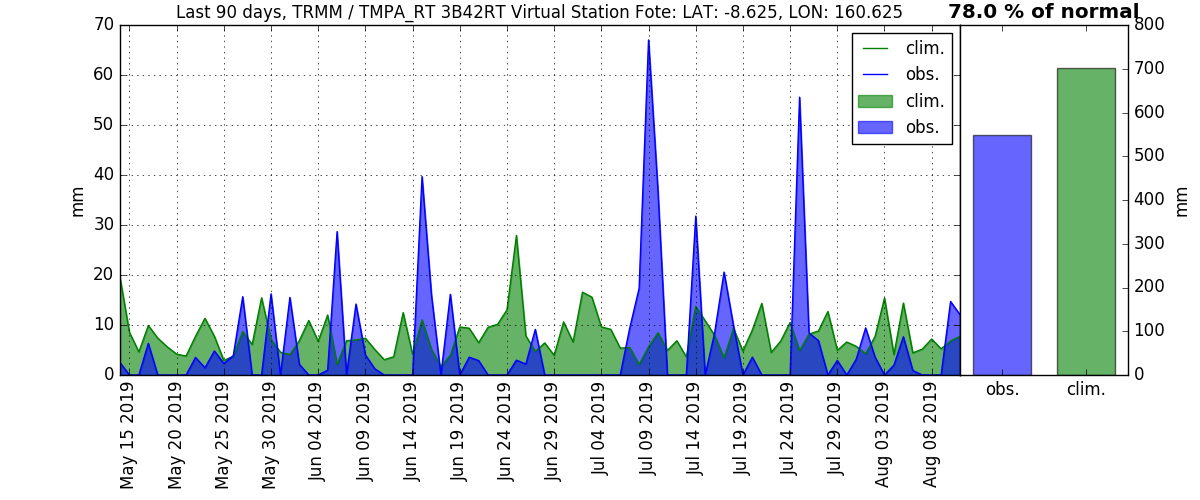 Last 90 days, TRMM / TMPA_RT 3B42RT Virtual Station Fote: LAT: -8.625, LON: 160.625
78.0 % of normal
70
60
50
40
30
20
10
0
mm
clim.
obs.
clim.
obs.
May 15 2019
May 20 2019
May 25 2019
May 30 2019
Jun 04 2019
Jun 09 2019
Jun 14 2019
Jun 19 2019
Jun 24 2019
Jun 29 2019
Jul 04 2019
Jul 09 2019
Jul 14 2019
Jul 19 2019
Jul 24 2019
Jul 29 2019
Aug 03 2019
Aug 08 2019
800
700
600
500
400
300
200
100
0
mm
obs.
clim.